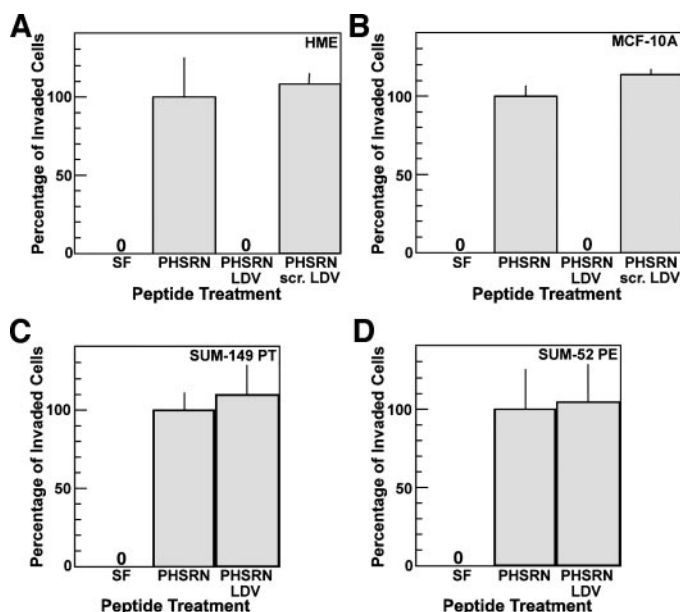 A
HME
Percentage of Invaded Cells
100
50
0
0
0
SF
PHSRN
PHSRN
LDV
PHSRN
scr. LDV
Peptide Treatment
B
MCF-10A
Percentage of Invaded Cells
100
50
0
0
0
SF
PHSRN
PHSRN
LDV
PHSRN
scr. LDV
Peptide Treatment
C
SUM-149 PT
Percentage of Invaded Cells
100
50
0
0
SF
PHSRN
PHSRN
LDV
Peptide Treatment
D
SUM-52 PE
Percentage of Invaded Cells
100
50
0
0
SF
PHSRN
PHSRN
LDV
Peptide Treatment